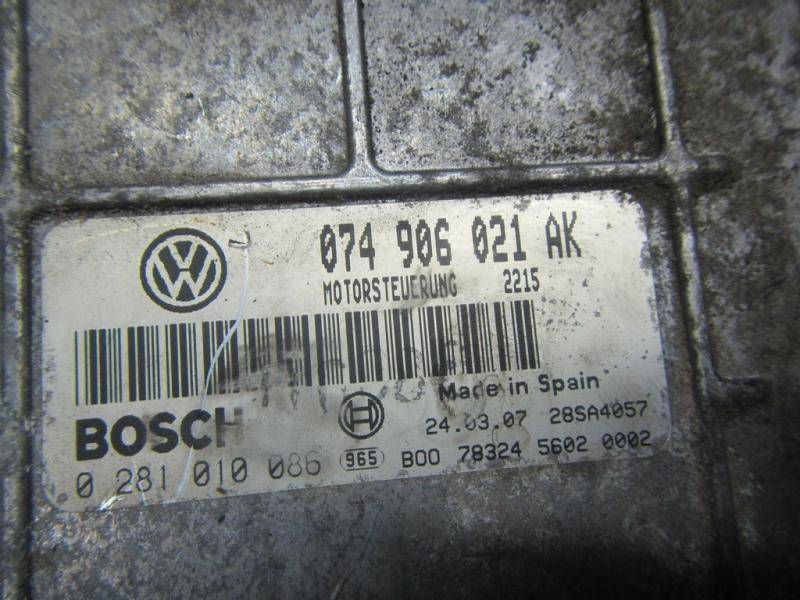 074 906 021 AK
MOTORSTEUERUNG 2215
Made in Spain
BOSCH
24.03.07 28SA4057
0 281 010 086 965 B00 78324 5602 0002